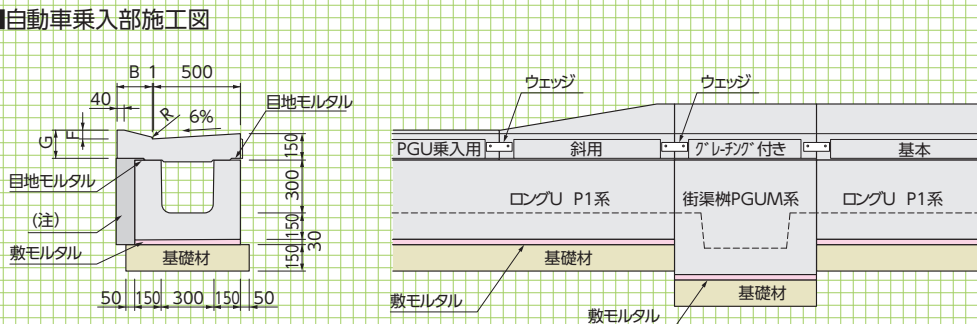 自動車乗入部施工図
B 1 500
40
R
6%
目地モルタル
G
F
150
300
150
30
150
目地モルタル
(注)
敷モルタル
基礎材
50 150 300 150 50
ウェッジ
ウェッジ
PGU乗入用
斜用
グレーチング付き
基本
ロングU P1系
街渠桝PGUM系
ロングU P1系
基礎材
敷モルタル
基礎材
敷モルタル